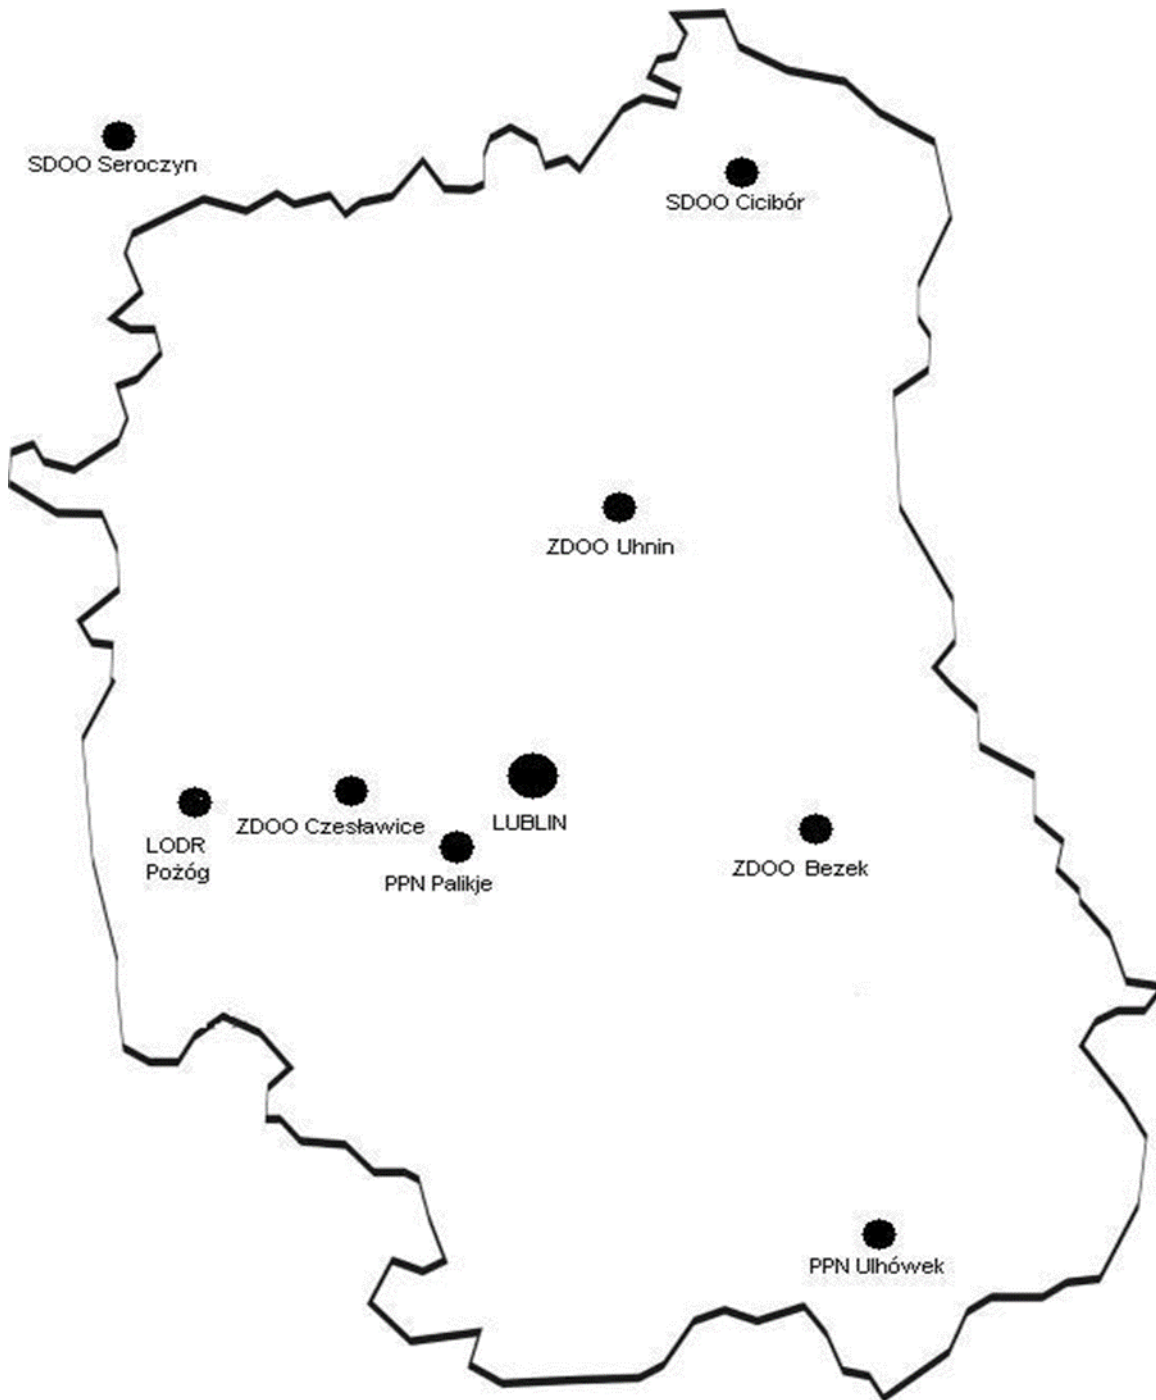 SDOO Seroczyn
SDOO Cicibór
ZDOO Uhnin
LODR
Pożóg
ZDOO Czesławice
LUBLIN
PPN Palikje
ZDOO Bezek
PPN Ulhówek